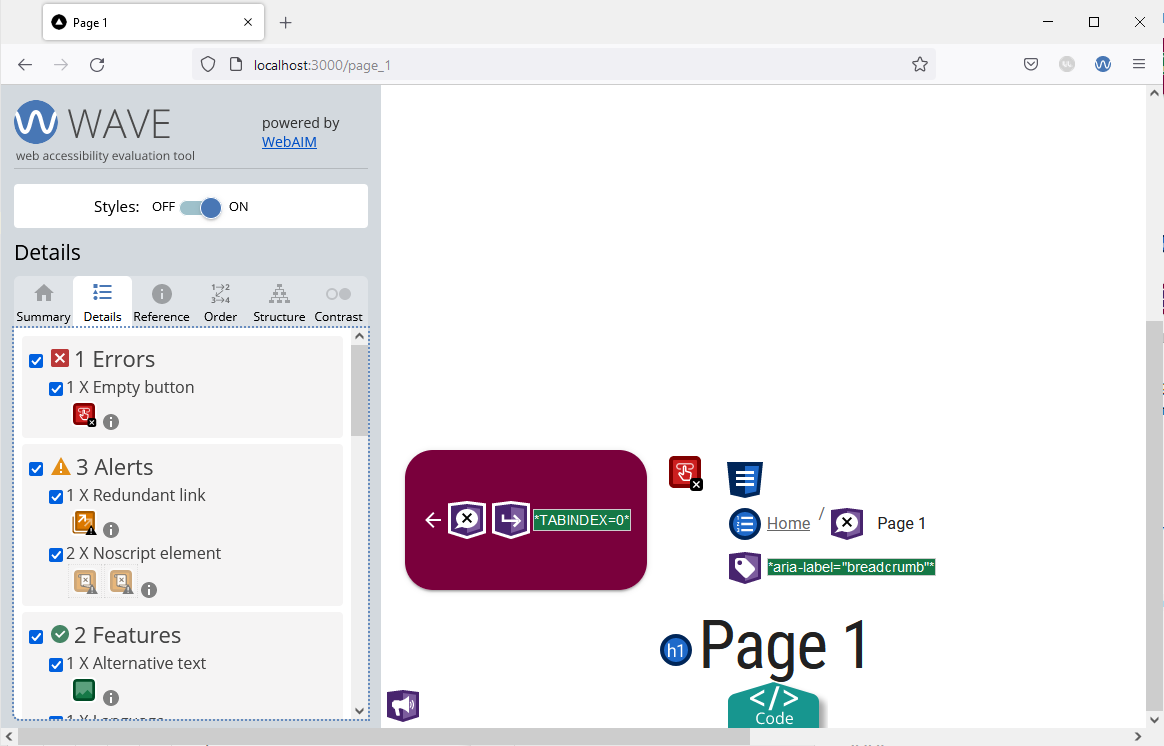 Page 1
localhost:3000/page_1
WAVE
web accessibility evaluation tool
powered by
WebAIM
Styles: OFF ON
Details
Summary Details Reference Order Structure Contrast
1 Errors
1 X Empty button
3 Alerts
1 X Redundant link
2 X Noscript element
2 Features
1 X Alternative text
1 X Language
*TABINDEX=0*
Home / Page 1
*aria-label="breadcrumb"*
h1 Page 1
</>
Code